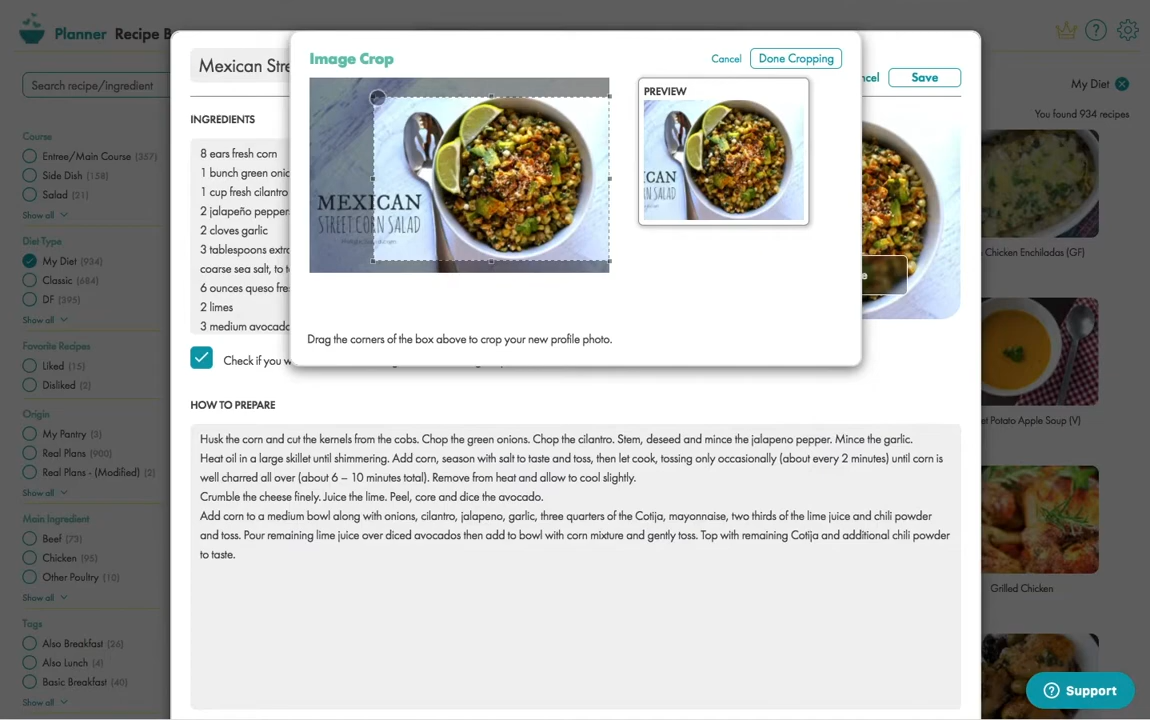 Planner Recipe B
Search recipe/ingredient
Course
Entree/Main Course (357)
Side Dish (158)
Salad (21)
Show all
Diet Type
My Diet (934)
Classic (684)
DF (395)
Show all
Favorite Recipes
Liked (15)
Disliked (2)
Origin
My Pantry (3)
Real Plans (900)
Real Plans - (Modified) (2)
Show all
Main Ingredient
Beef (73)
Chicken (95)
Other Poultry (10)
Show all
Tags
Also Breakfast (26)
Also Lunch (4)
Basic Breakfast (40)
Show all
Mexican Stre
ncel
Save
INGREDIENTS
8 ears fresh corn
1 bunch green onio
1 cup fresh cilantro
2 jalapeño peppers
2 cloves garlic
3 tablespoons extra
coarse sea salt, to t
6 ounces queso fres
2 limes
3 medium avocado
Check if you w
HOW TO PREPARE
Husk the corn and cut the kernels from the cobs. Chop the green onions. Chop the cilantro. Stem, deseed and mince the jalapeno pepper. Mince the garlic.
Heat oil in a large skillet until shimmering. Add corn, season with salt to taste and toss, then let cook, tossing only occasionally (about every 2 minutes) until corn is
well charred all over (about 6 – 10 minutes total). Remove from heat and allow to cool slightly.
Crumble the cheese finely. Juice the lime. Peel, core and dice the avocado.
Add corn to a medium bowl along with onions, cilantro, jalapeno, garlic, three quarters of the Cotija, mayonnaise, two thirds of the lime juice and chili powder
and toss. Pour remaining lime juice over diced avocados then add to bowl with corn mixture and gently toss. Top with remaining Cotija and additional chili powder
to taste.
Image Crop
Cancel
Done Cropping
MEXICAN
STREET CORN SALAD
PREVIEW
ICAN
RN SALAD
Drag the corners of the box above to crop your new profile photo.
e
My Diet
You found 934 recipes
Chicken Enchiladas (GF)
et Potato Apple Soup (V)
Grilled Chicken
Support